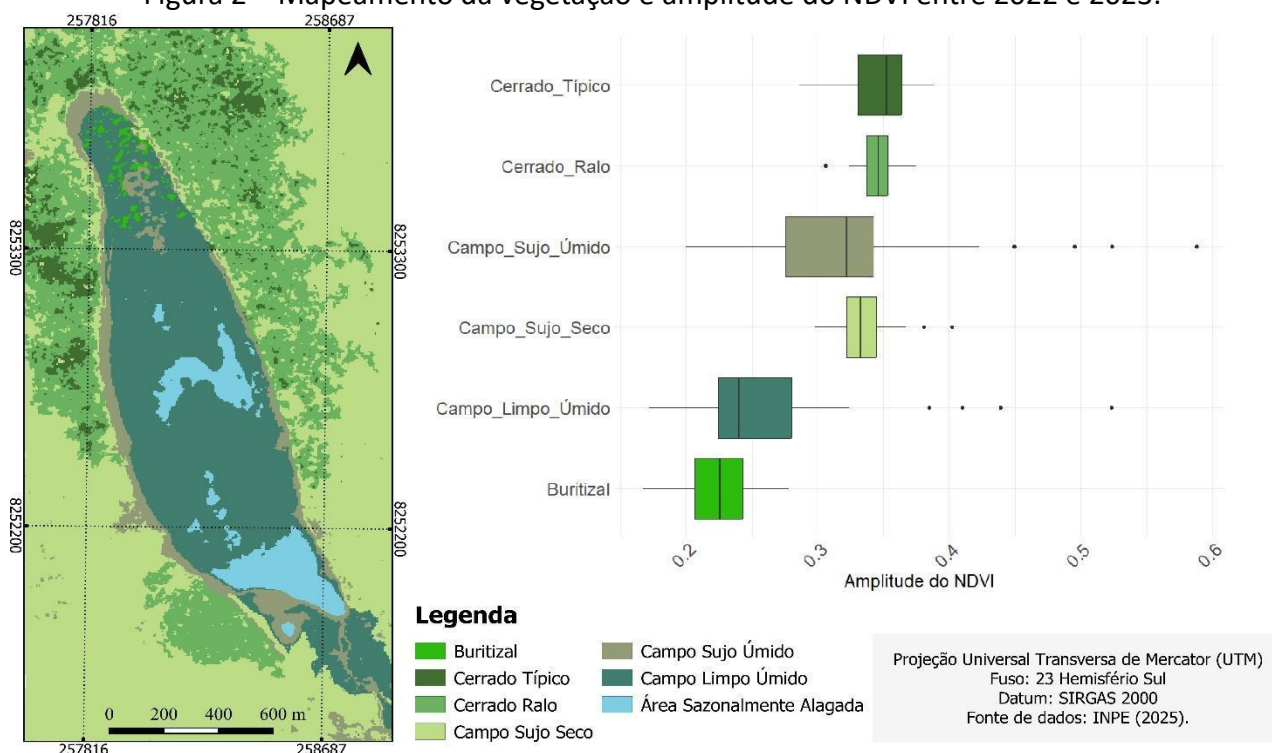 Figura 2 – Mapeamento da vegetação e amplitude do NDVI entre 2022 e 2025.
257816 258687
8253300 8253300
8252200 8252200
0 200 400 600 m
257816 258687
Cerrado_Típico
Cerrado_Ralo
Campo_Sujo_Úmido
Campo_Sujo_Seco
Campo_Limpo_Úmido
Buritizal
0.2 0.3 0.4 0.5 0.6
Amplitude do NDVI
Legenda
Buritizal
Cerrado Típico
Cerrado Ralo
Campo Sujo Seco
Campo Sujo Úmido
Campo Limpo Úmido
Área Sazonalmente Alagada
Projeção Universal Transversa de Mercator (UTM)
Fuso: 23 Hemisfério Sul
Datum: SIRGAS 2000
Fonte de dados: INPE (2025).